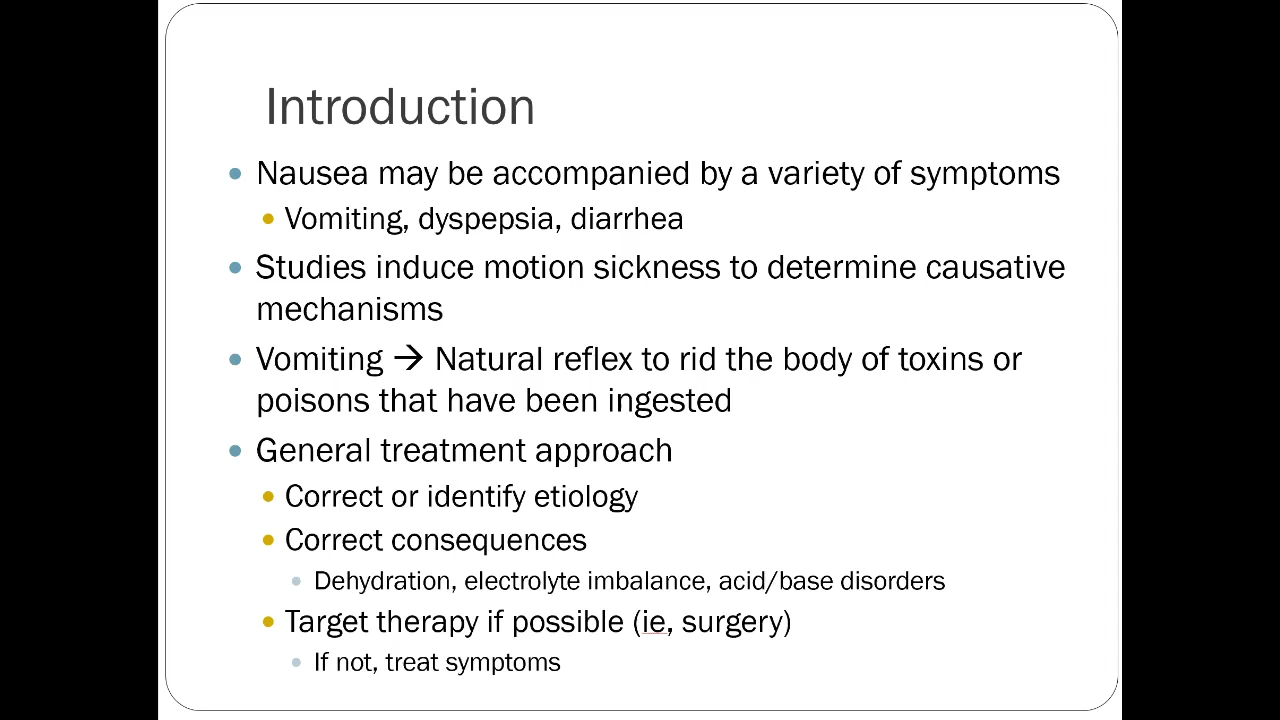 Introduction
• Nausea may be accompanied by a variety of symptoms
• Vomiting, dyspepsia, diarrhea
• Studies induce motion sickness to determine causative
mechanisms
• Vomiting → Natural reflex to rid the body of toxins or
poisons that have been ingested
• General treatment approach
• Correct or identify etiology
• Correct consequences
• Dehydration, electrolyte imbalance, acid/base disorders
• Target therapy if possible (ie, surgery)
• If not, treat symptoms